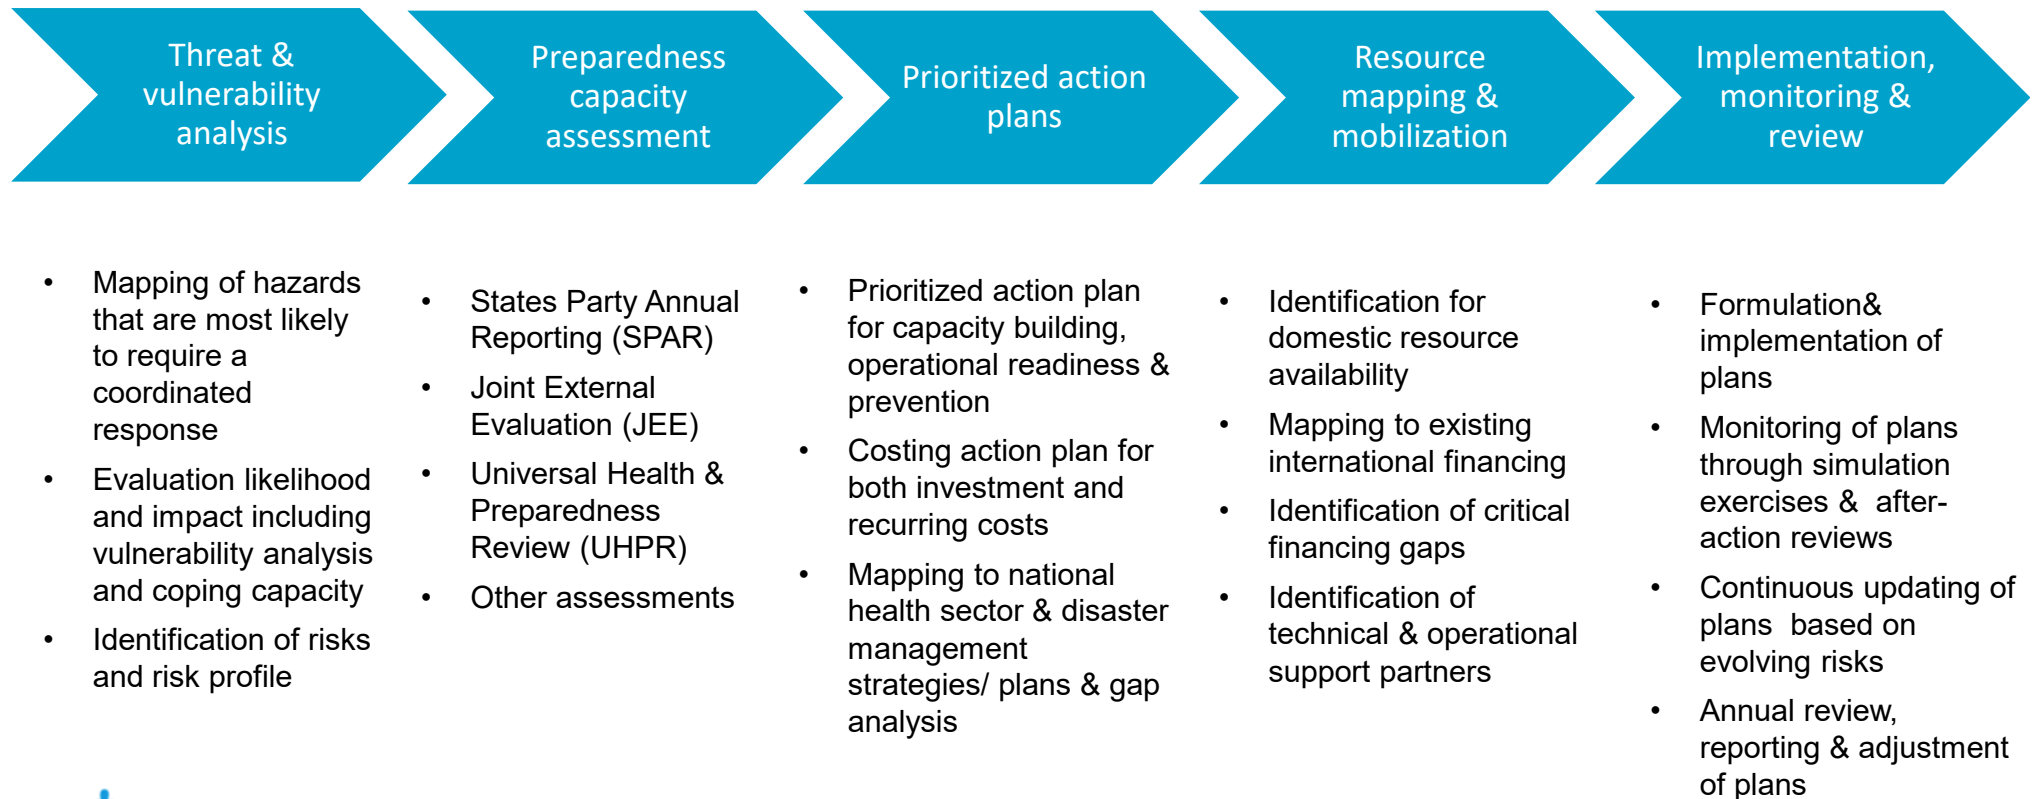 Threat &
vulnerability
analysis
Preparedness
capacity
assessment
Prioritized action
plans
Resource
mapping &
mobilization
Implementation,
monitoring &
review
• Mapping of hazards
that are most likely
to require a
coordinated
response
• Evaluation likelihood
and impact including
vulnerability analysis
and coping capacity
• Identification of risks
and risk profile
• States Party Annual
Reporting (SPAR)
• Joint External
Evaluation (JEE)
• Universal Health &
Preparedness
Review (UHPR)
• Other assessments
• Prioritized action plan
for capacity building,
operational readiness &
prevention
• Costing action plan for
both investment and
recurring costs
• Mapping to national
health sector & disaster
management
strategies/ plans & gap
analysis
• Identification for
domestic resource
availability
• Mapping to existing
international financing
• Identification of critical
financing gaps
• Identification of
technical & operational
support partners
• Formulation&
implementation of
plans
• Monitoring of plans
through simulation
exercises &  after-
action reviews
• Continuous updating of
plans  based on
evolving risks
• Annual review,
reporting & adjustment
of plans